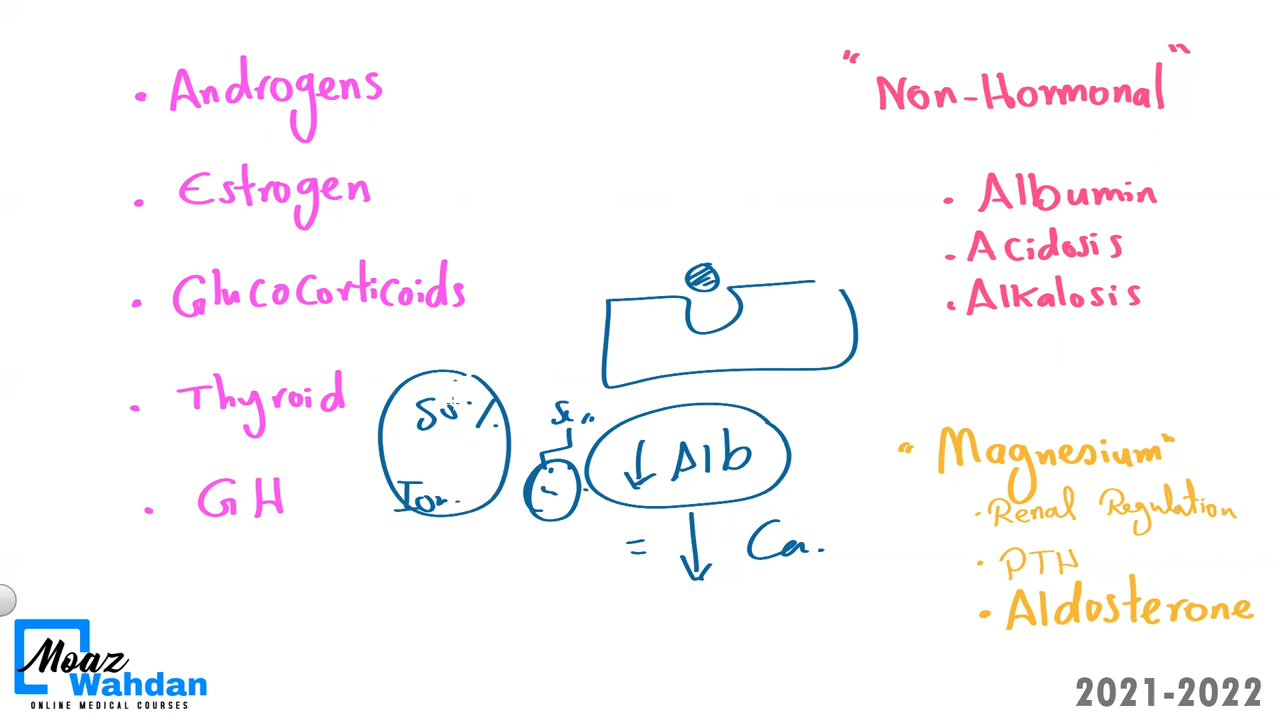 • Androgens
• Estrogen
• Glucocorticoids
• Thyroid
• GH
50%
↓ Alb
= ↓ Ca.
"Non-Hormonal"
• Albumin
• Acidosis
• Alkalosis
"Magnesium"
• Renal Regulation
• PTH
• Aldosterone
Moaz
Wahdan
ONLINE MEDICAL COURSES
2021-2022